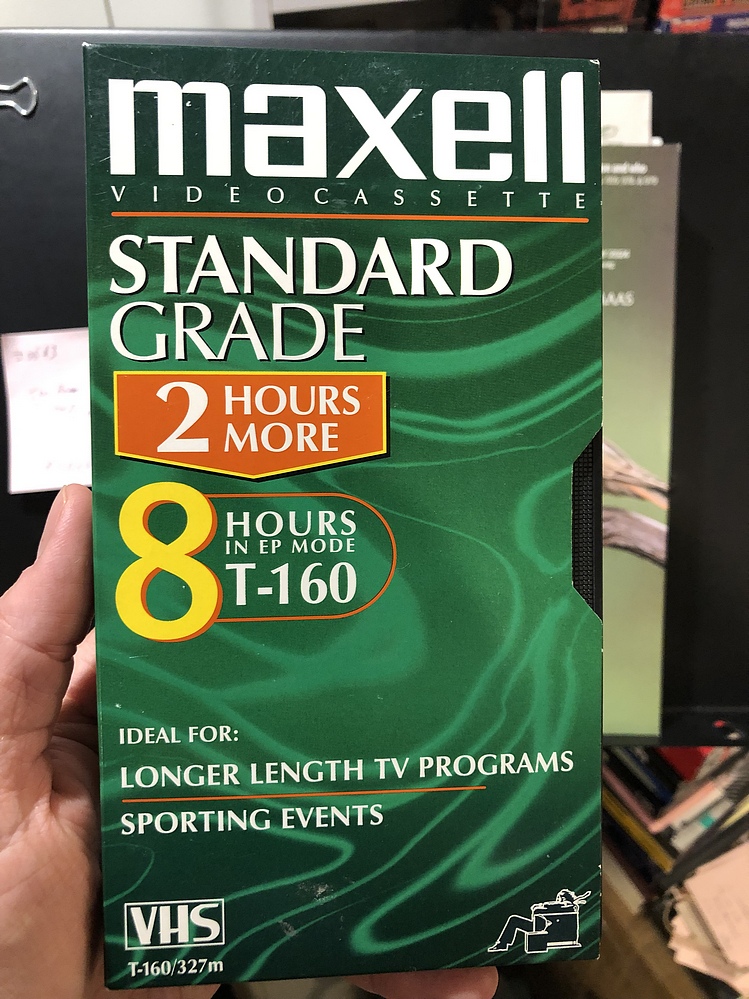 maxell
VIDEOCASSETTE
STANDARD
GRADE
2 HOURS
MORE
8 HOURS
IN EP MODE
T-160
IDEAL FOR:
LONGER LENGTH TV PROGRAMS
SPORTING EVENTS
VHS
T-160/327m